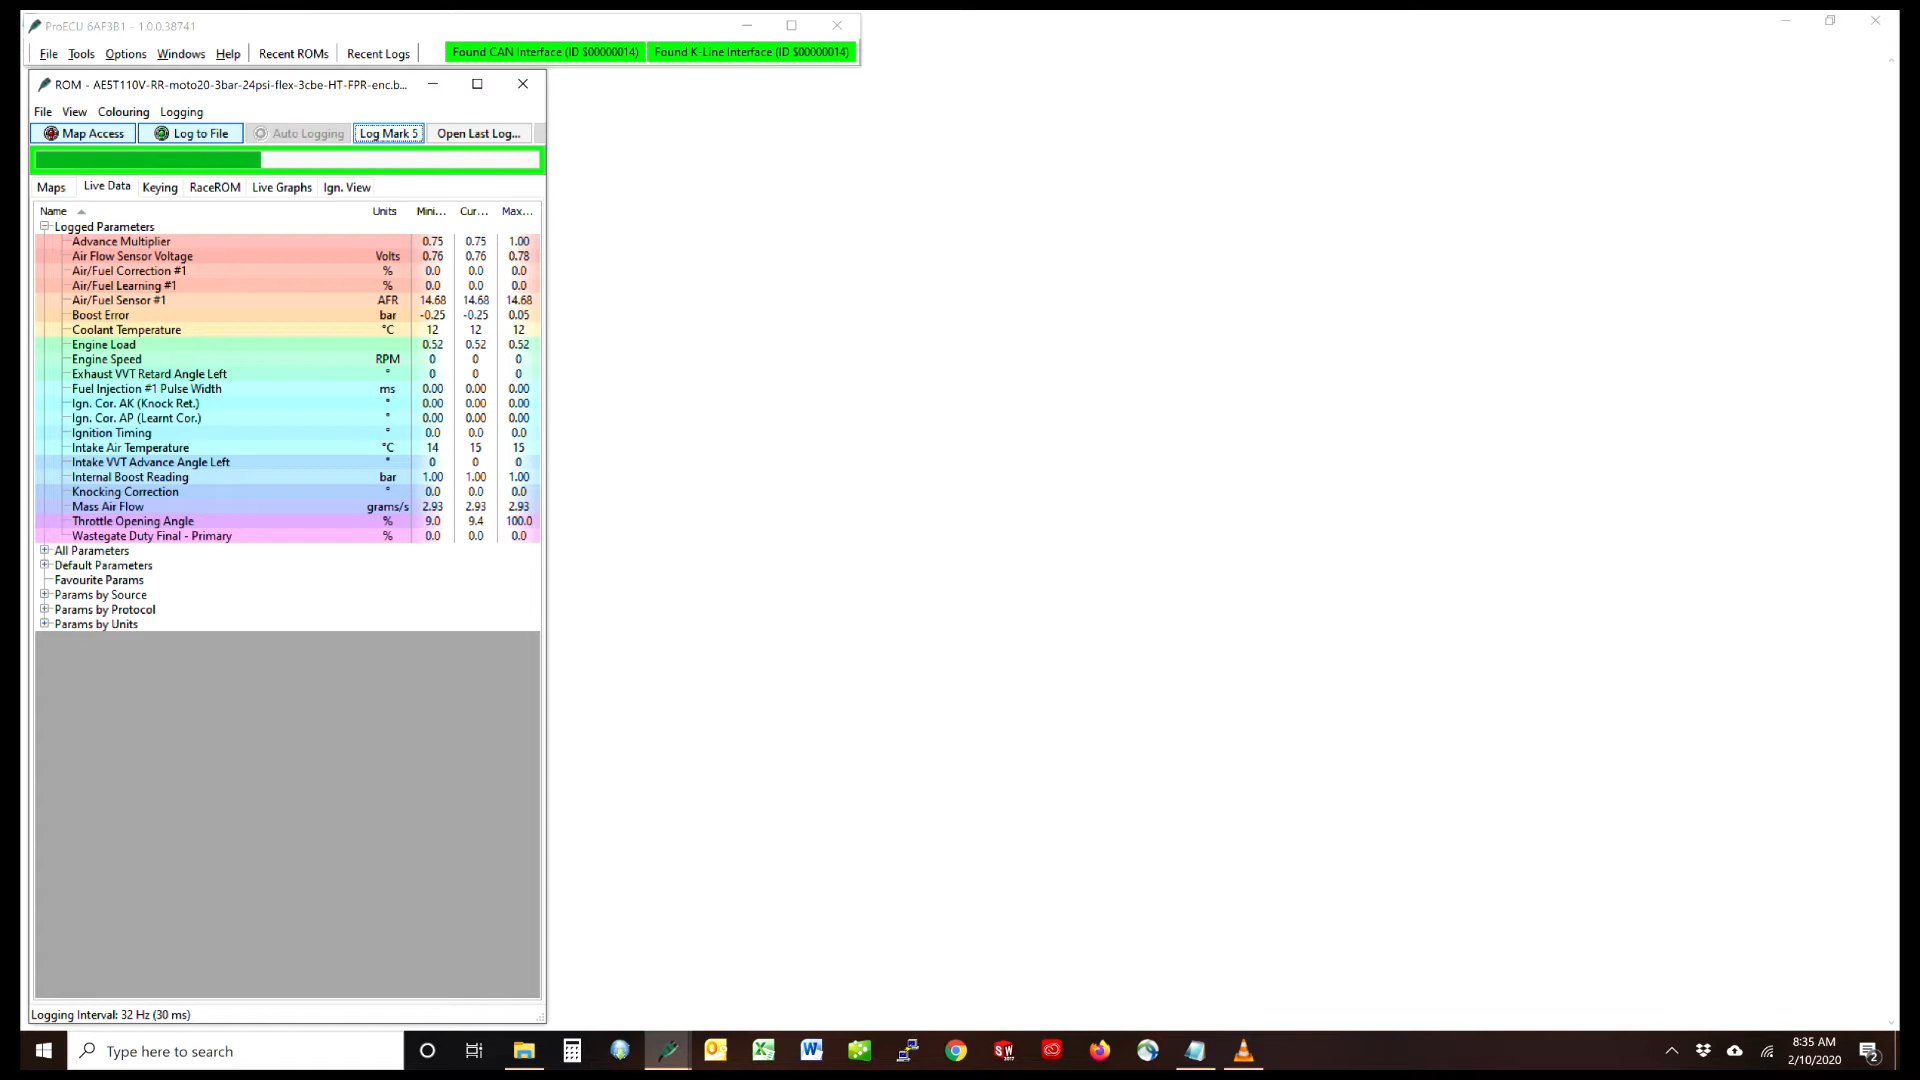 ProECU 6AF3B1 - 1.0.0.38741
File Tools Options Windows Help Recent ROMs Recent Logs Found CAN Interface (ID $00000014) Found K-Line Interface (ID $00000014)
ROM - AE5T110V-RR-moto20-3bar-24psi-flex-3cbe-HT-FPR-enc.b...
File View Colouring Logging
Map Access Log to File Auto Logging Log Mark 5 Open Last Log...
Maps Live Data Keying RaceROM Live Graphs Ign. View
Name Units Mini... Cur... Max...
Logged Parameters
Advance Multiplier 0.75 0.75 1.00
Air Flow Sensor Voltage Volts 0.76 0.76 0.78
Air/Fuel Correction #1 % 0.0 0.0 0.0
Air/Fuel Learning #1 % 0.0 0.0 0.0
Air/Fuel Sensor #1 AFR 14.68 14.68 14.68
Boost Error bar -0.25 -0.25 0.05
Coolant Temperature °C 12 12 12
Engine Load 0.52 0.52 0.52
Engine Speed RPM 0 0 0
Exhaust VVT Retard Angle Left ° 0 0 0
Fuel Injection #1 Pulse Width ms 0.00 0.00 0.00
Ign. Cor. AK (Knock Ret.) ° 0.00 0.00 0.00
Ign. Cor. AP (Learnt Cor.) ° 0.00 0.00 0.00
Ignition Timing ° 0.0 0.0 0.0
Intake Air Temperature °C 14 15 15
Intake VVT Advance Angle Left ° 0 0 0
Internal Boost Reading bar 1.00 1.00 1.00
Knocking Correction ° 0.0 0.0 0.0
Mass Air Flow grams/s 2.93 2.93 2.93
Throttle Opening Angle % 9.0 9.4 100.0
Wastegate Duty Final - Primary % 0.0 0.0 0.0
All Parameters
Default Parameters
Favourite Params
Params by Source
Params by Protocol
Params by Units
Logging Interval: 32 Hz (30 ms)
Type here to search
SW
2017
8:35 AM
2/10/2020
2